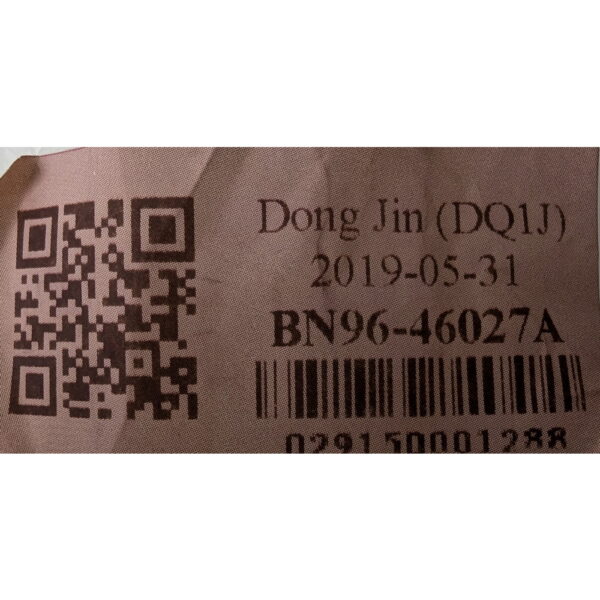 Dong Jin (DQ1J)
2019-05-31
BN96-46027A
029150001288